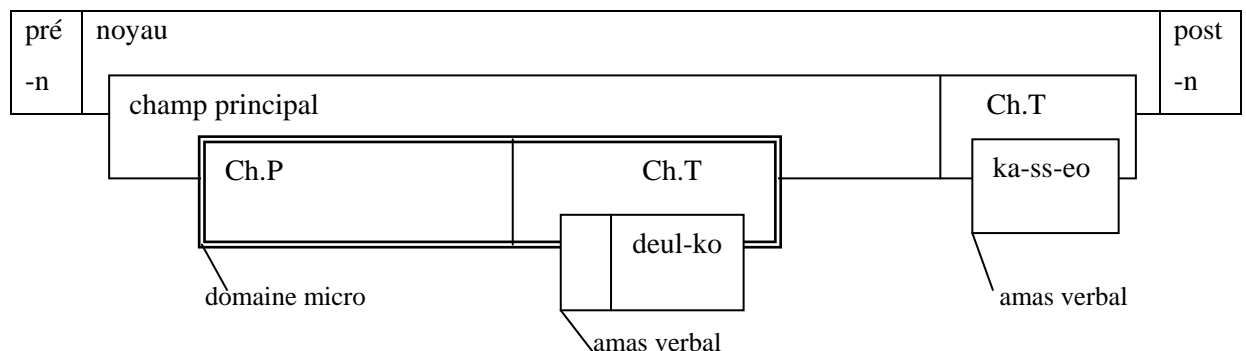 pré noyau post
-n -n
champ principal Ch.T
Ch.P Ch.T ka-ss-eo
deul-ko
domaine micro amas verbal
amas verbal